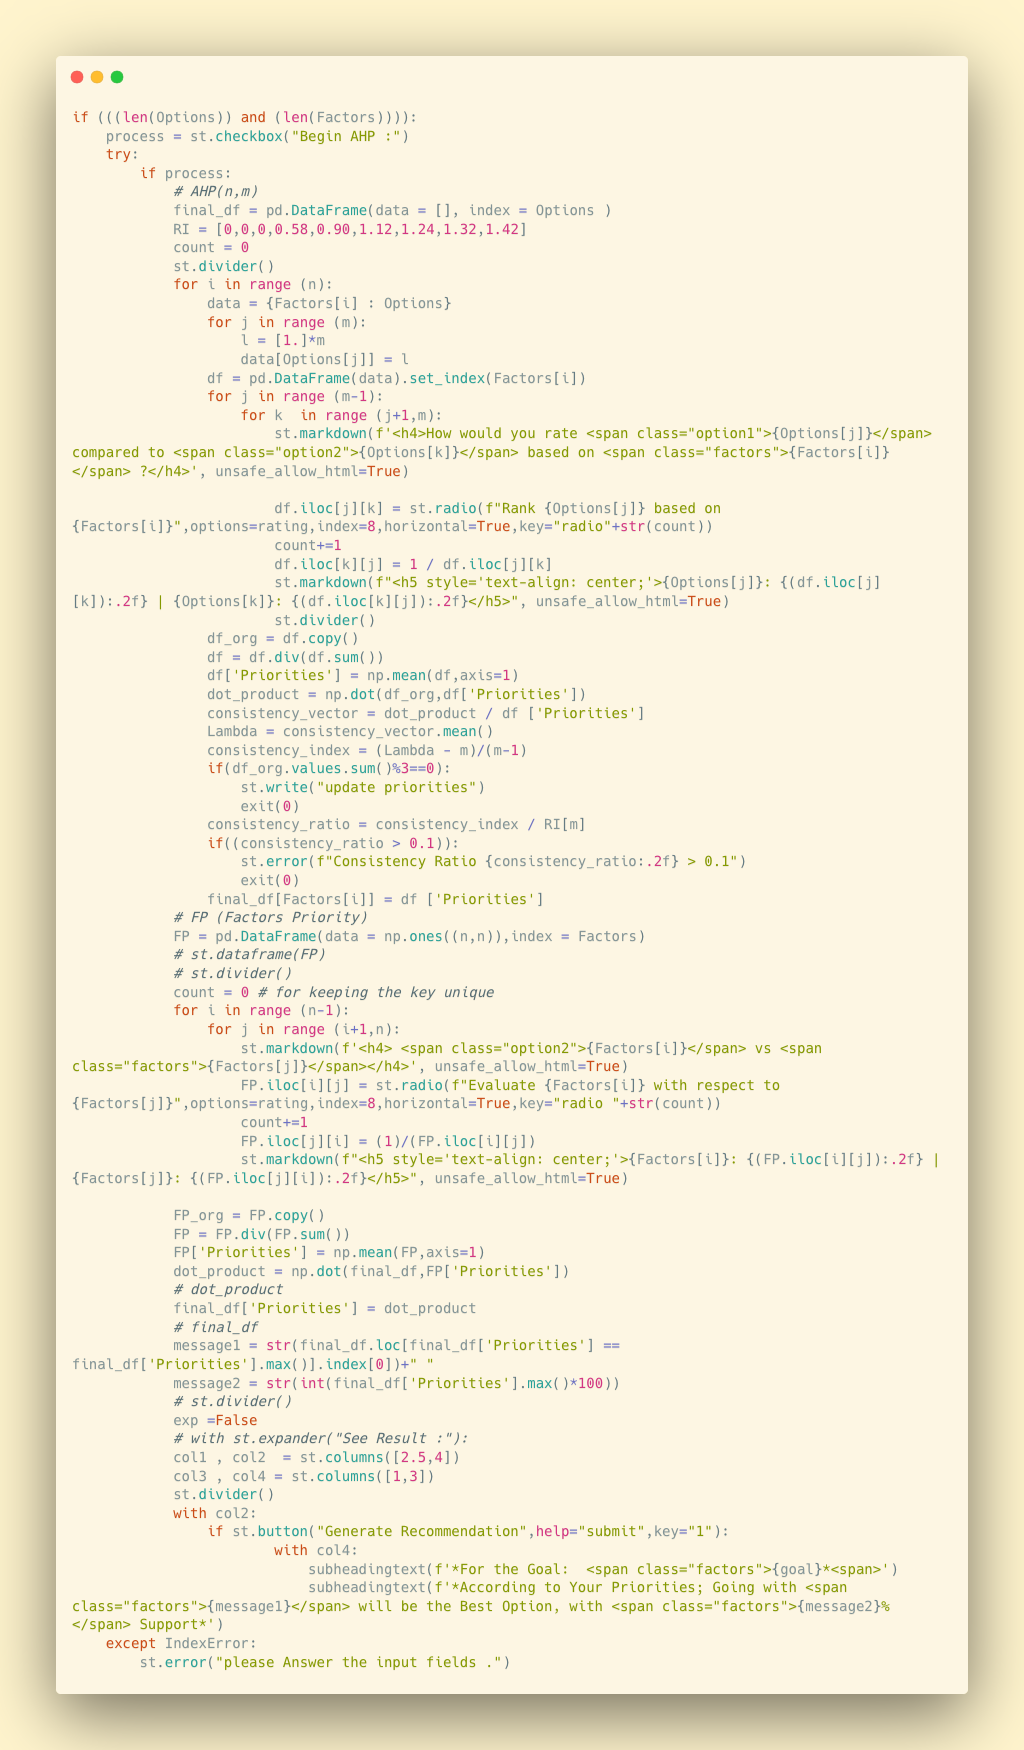 if (((len(Options)) and (len(Factors)))):
    process = st.checkbox("Begin AHP :")
    try:
        if process:
            # AHP(n,m)
            final_df = pd.DataFrame(data = [], index = Options )
            RI = [0,0,0,0.58,0.90,1.12,1.24,1.32,1.42]
            count = 0
            st.divider()
            for i in range (n):
                data = {Factors[i] : Options}
                for j in range (m):
                    l = [1.]*m
                    data[Options[j]] = l
                df = pd.DataFrame(data).set_index(Factors[i])
                for j in range (m-1):
                    for k  in range (j+1,m):
                        st.markdown(f'<h4>How would you rate <span class="option1">{Options[j]}</span>
compared to <span class="option2">{Options[k]}</span> based on <span class="factors">{Factors[i]}
</span> ?</h4>', unsafe_allow_html=True)

                        df.iloc[j][k] = st.radio(f"Rank {Options[j]} based on
{Factors[i]}",options=rating,index=8,horizontal=True,key="radio"+str(count))
                        count+=1
                        df.iloc[k][j] = 1 / df.iloc[j][k]
                        st.markdown(f"<h5 style='text-align: center;'>{Options[j]}: {(df.iloc[j]
[k]):.2f} | {Options[k]}: {(df.iloc[k][j]):.2f}</h5>", unsafe_allow_html=True)
                        st.divider()
                df_org = df.copy()
                df = df.div(df.sum())
                df['Priorities'] = np.mean(df,axis=1)
                dot_product = np.dot(df_org,df['Priorities'])
                consistency_vector = dot_product / df ['Priorities']
                Lambda = consistency_vector.mean()
                consistency_index = (Lambda - m)/(m-1)
                if(df_org.values.sum()%3==0):
                    st.write("update priorities")
                    exit(0)
                consistency_ratio = consistency_index / RI[m]
                if((consistency_ratio > 0.1)):
                    st.error(f"Consistency Ratio {consistency_ratio:.2f} > 0.1")
                    exit(0)
                final_df[Factors[i]] = df ['Priorities']
            # FP (Factors Priority)
            FP = pd.DataFrame(data = np.ones((n,n)),index = Factors)
            # st.dataframe(FP)
            # st.divider()
            count = 0 # for keeping the key unique
            for i in range (n-1):
                for j in range (i+1,n):
                    st.markdown(f'<h4> <span class="option2">{Factors[i]}</span> vs <span
class="factors">{Factors[j]}</span></h4>', unsafe_allow_html=True)
                    FP.iloc[i][j] = st.radio(f"Evaluate {Factors[i]} with respect to
{Factors[j]}",options=rating,index=8,horizontal=True,key="radio "+str(count))
                    count+=1
                    FP.iloc[j][i] = (1)/(FP.iloc[i][j])
                    st.markdown(f"<h5 style='text-align: center;'>{Factors[i]}: {(FP.iloc[i][j]):.2f} |
{Factors[j]}: {(FP.iloc[j][i]):.2f}</h5>", unsafe_allow_html=True)

            FP_org = FP.copy()
            FP = FP.div(FP.sum())
            FP['Priorities'] = np.mean(FP,axis=1)
            dot_product = np.dot(final_df,FP['Priorities'])
            # dot_product
            final_df['Priorities'] = dot_product
            # final_df
            message1 = str(final_df.loc[final_df['Priorities'] ==
final_df['Priorities'].max()].index[0])+" "
            message2 = str(int(final_df['Priorities'].max()*100))
            # st.divider()
            exp =False
            # with st.expander("See Result :"):
            col1 , col2  = st.columns([2.5,4])
            col3 , col4 = st.columns([1,3])
            st.divider()
            with col2:
                if st.button("Generate Recommendation",help="submit",key="1"):
                        with col4:
                            subheadingtext(f'*For the Goal:  <span class="factors">{goal}*<span>')
                            subheadingtext(f'*According to Your Priorities; Going with <span
class="factors">{message1}</span> will be the Best Option, with <span class="factors">{message2}%
</span> Support*')
    except IndexError:
        st.error("please Answer the input fields .")